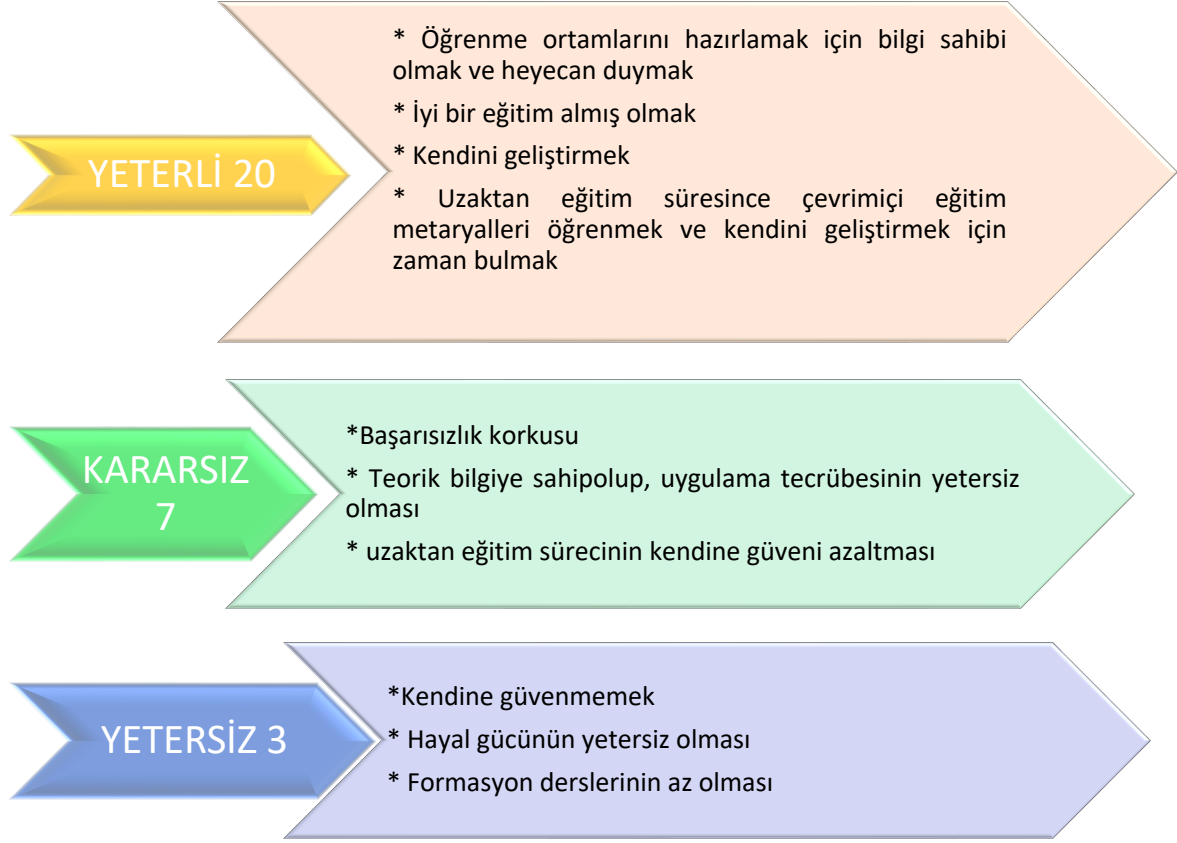 YETERLİ 20
* Öğrenme ortamlarını hazırlamak için bilgi sahibi
olmak ve heyecan duymak
* İyi bir eğitim almış olmak
* Kendini geliştirmek
* Uzaktan eğitim süresince çevrimiçi eğitim
metaryalleri öğrenmek ve kendini geliştirmek için
zaman bulmak
KARARSIZ
7
*Başarısızlık korkusu
* Teorik bilgiye sahipolup, uygulama tecrübesinin yetersiz
olması
* uzaktan eğitim sürecinin kendine güveni azaltması
YETERSİZ 3
*Kendine güvenmemek
* Hayal gücünün yetersiz olması
* Formasyon derslerinin az olması